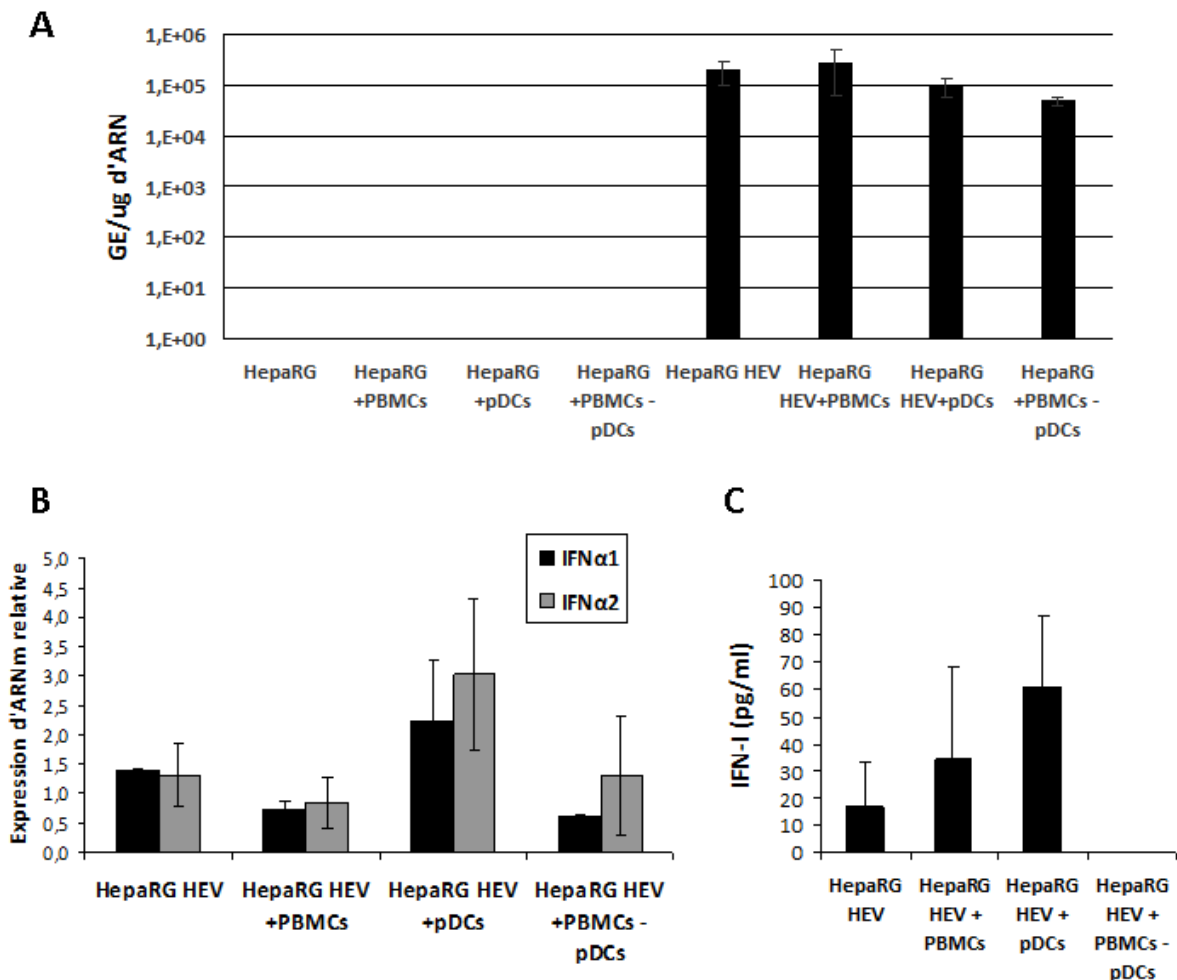 A
1,E+06
1,E+05
1,E+04
1,E+03
1,E+02
1,E+01
1,E+00
GE/ug d'ARN
HepaRG
HepaRG
+PBMCs
HepaRG
+pDCs
HepaRG
+PBMCs -
pDCs
HepaRG HEV
HepaRG
HEV+PBMCs
HepaRG
HEV+pDCs
HepaRG
+PBMCs -
pDCs
B
5,0
4,5
4,0
3,5
3,0
2,5
2,0
1,5
1,0
0,5
0,0
Expression d'ARNm relative
IFNα1
IFNα2
HepaRG HEV
HepaRG HEV
+PBMCs
HepaRG HEV
+pDCs
HepaRG HEV
+PBMCs -
pDCs
C
100
90
80
70
60
50
40
30
20
10
0
IFN-I (pg/ml)
HepaRG
HEV
HepaRG
HEV +
PBMCs
HepaRG
HEV +
pDCs
HepaRG
HEV +
PBMCs -
pDCs